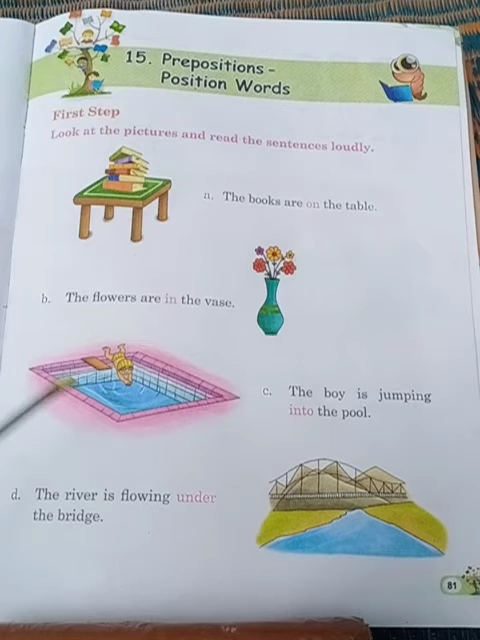 15. Prepositions -
Position Words
First Step
Look at the pictures and read the sentences loudly.
a. The books are on the table.
b. The flowers are in the vase.
c. The boy is jumping
into the pool.
d. The river is flowing under
the bridge.
81